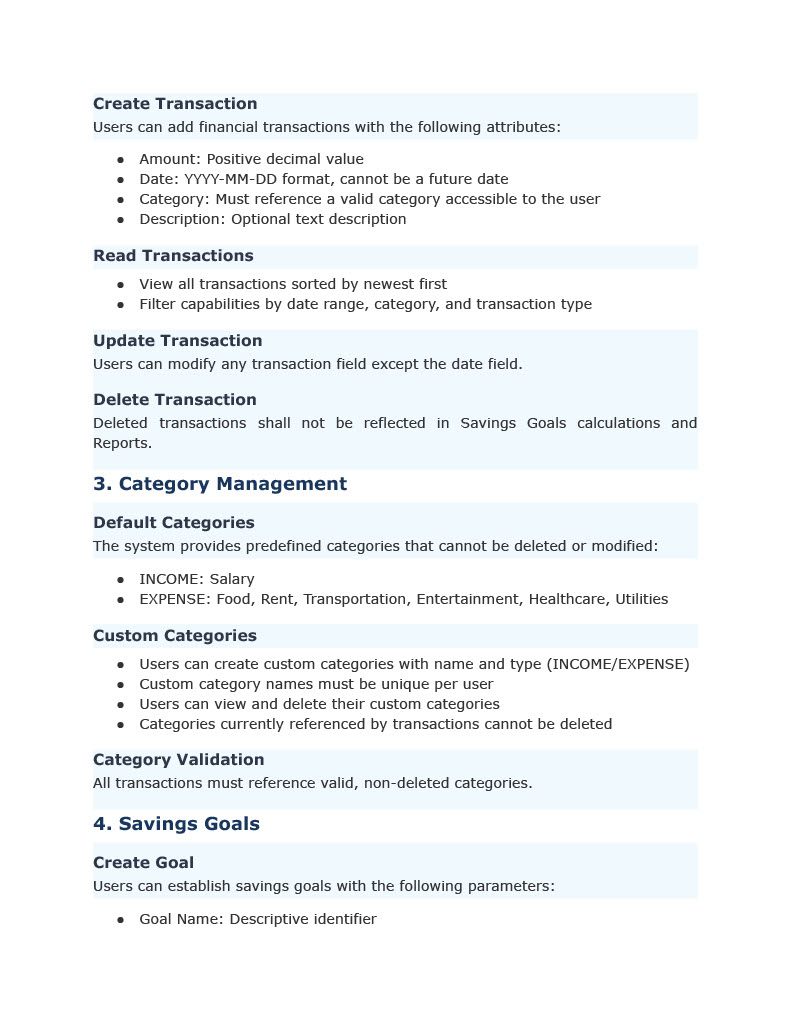 Create Transaction
Users can add financial transactions with the following attributes:
● Amount: Positive decimal value
● Date: YYYY-MM-DD format, cannot be a future date
● Category: Must reference a valid category accessible to the user
● Description: Optional text description
Read Transactions
● View all transactions sorted by newest first
● Filter capabilities by date range, category, and transaction type
Update Transaction
Users can modify any transaction field except the date field.
Delete Transaction
Deleted transactions shall not be reflected in Savings Goals calculations and
Reports.
3. Category Management
Default Categories
The system provides predefined categories that cannot be deleted or modified:
● INCOME: Salary
● EXPENSE: Food, Rent, Transportation, Entertainment, Healthcare, Utilities
Custom Categories
● Users can create custom categories with name and type (INCOME/EXPENSE)
● Custom category names must be unique per user
● Users can view and delete their custom categories
● Categories currently referenced by transactions cannot be deleted
Category Validation
All transactions must reference valid, non-deleted categories.
4. Savings Goals
Create Goal
Users can establish savings goals with the following parameters:
● Goal Name: Descriptive identifier